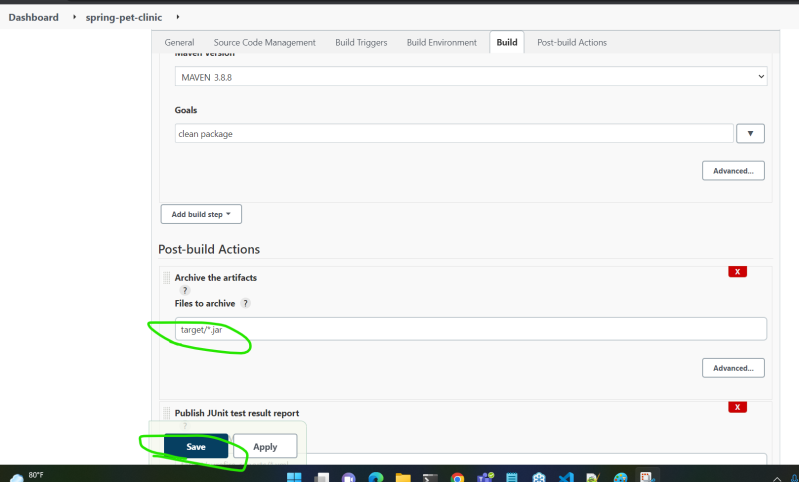 Dashboard
spring-pet-clinic
General Source Code Management Build Triggers Build Environment Build Post-build Actions
Maven Version
MAVEN 3.8.8
Goals
clean package
Advanced...
Add build step
Post-build Actions
X
Archive the artifacts
?
Files to archive ?
target/*.jar
Advanced...
X
Publish JUnit test result report
?
Save Apply
80°F